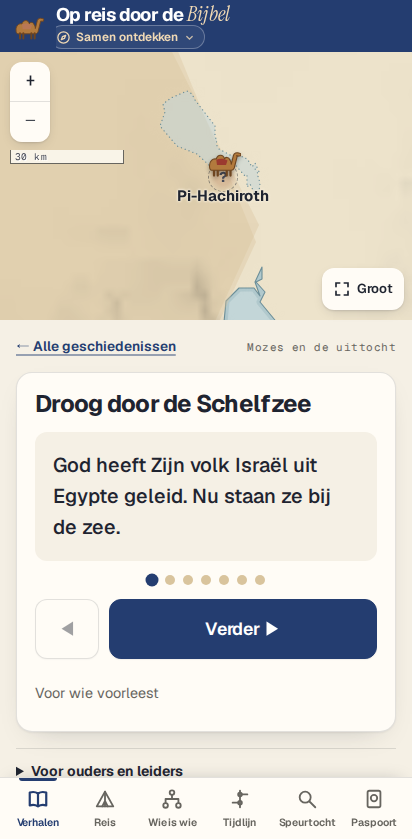 Op reis door de Bijbel
Samen ontdekken
+
−
30 km
?
Pi-Hachiroth
Groot
← Alle geschiedenissen
Mozes en de uittocht
Droog door de Schelfzee
God heeft Zijn volk Israël uit
Egypte geleid. Nu staan ze bij
de zee.
Verder ▶
Voor wie voorleest
▶ Voor ouders en leiders
Verhalen
Reis
Wie is wie
Tijdlijn
Speurtocht
Paspoort